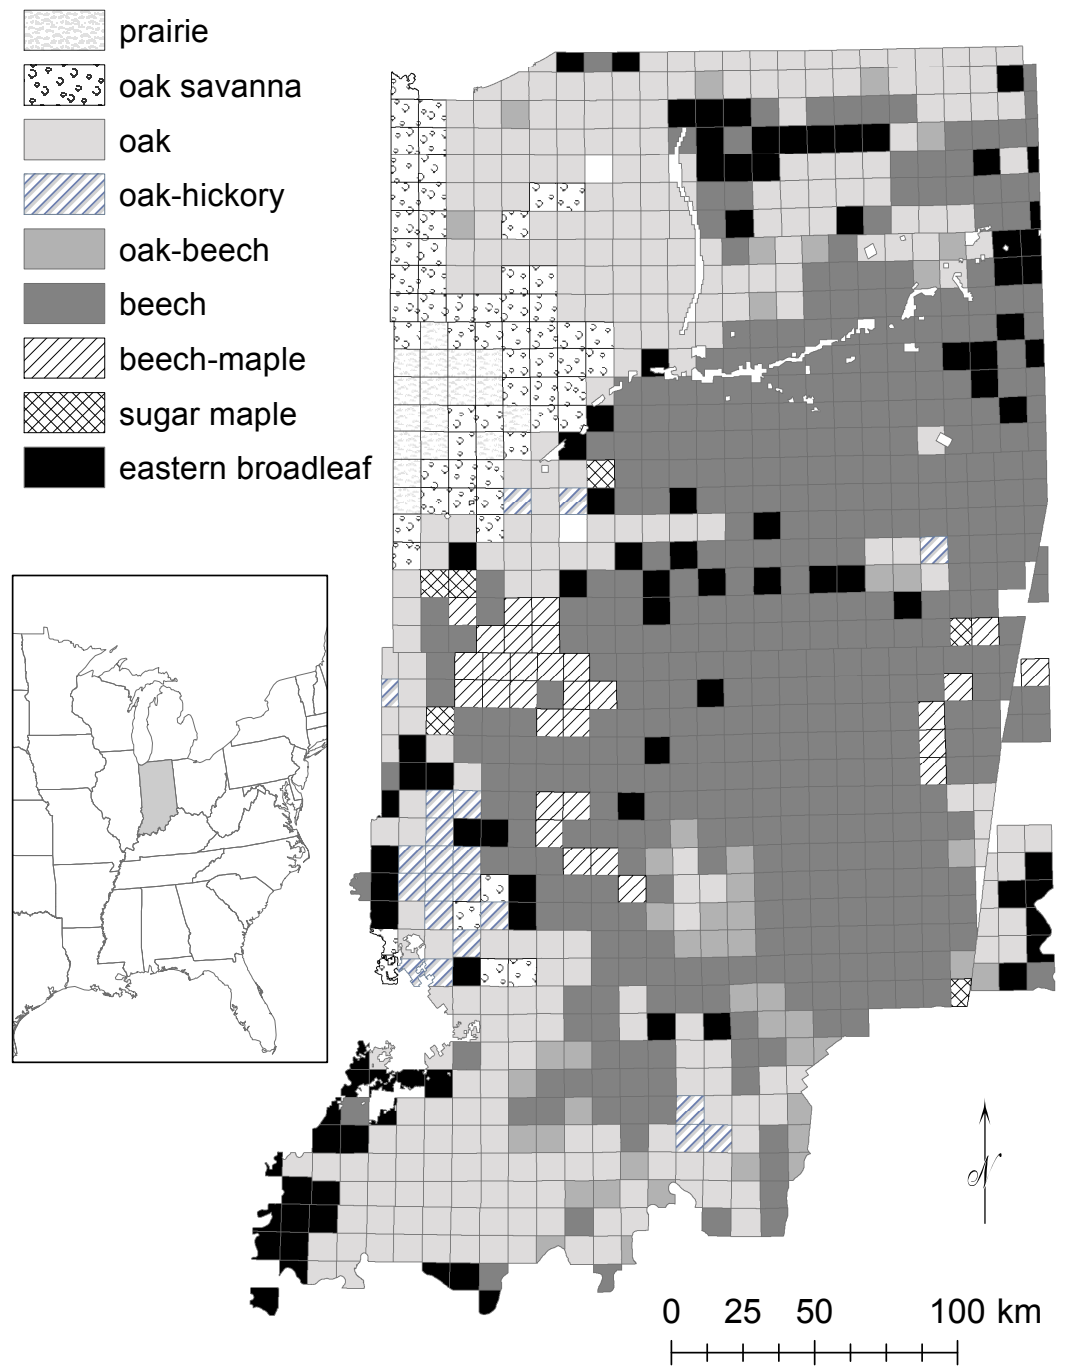 prairie
oak savanna
oak
oak-hickory
oak-beech
beech
beech-maple
sugar maple
eastern broadleaf
N
0 25 50 100 km